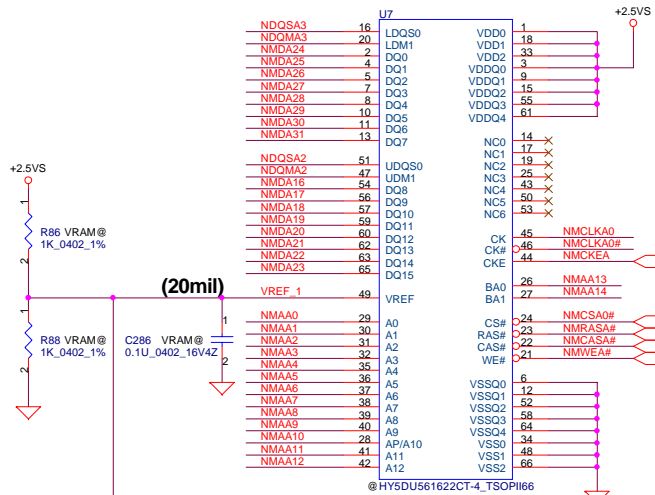 U7
+2.5VS
NDQSA3 16 LDQS0 VDD0 1
NDQMA3 20 LDM1 VDD1 18
NMDA24 2 DQ0 VDD2 33
NMDA25 4 DQ1 VDDQ0 3
NMDA26 5 DQ2 VDDQ1 9
NMDA27 7 DQ3 VDDQ2 15
NMDA28 8 DQ4 VDDQ3 55
NMDA29 10 DQ5 VDDQ4 61
NMDA30 11 DQ6
NMDA31 13 DQ7 NC0 14
NC1 17
NDQSA2 51 UDQS0 NC2 19
NDQMA2 47 UDM1 NC3 25
NMDA16 54 DQ8 NC4 43
NMDA17 56 DQ9 NC5 50
NMDA18 57 DQ10 NC6 53
NMDA19 59 DQ11
NMDA20 60 DQ12 CK 45 NMCLKA0
NMDA21 62 DQ13 CK# 46 NMCLKA0#
NMDA22 63 DQ14 CKE 44 NMCKEA
NMDA23 65 DQ15
BA0 26 NMAA13
VREF_1 49 VREF BA1 27 NMAA14
NMAA0 29 A0 CS# 24 NMCSA0#
NMAA1 30 A1 RAS# 23 NMRASA#
NMAA2 31 A2 CAS# 22 NMCASA#
NMAA3 32 A3 WE# 21 NMWEA#
NMAA4 35 A4
NMAA5 36 A5 VSSQ0 6
NMAA6 37 A6 VSSQ1 12
NMAA7 38 A7 VSSQ2 52
NMAA8 39 A8 VSSQ3 58
NMAA9 40 A9 VSSQ4 64
NMAA10 28 AP/A10 VSS0 34
NMAA11 41 A11 VSS1 48
NMAA12 42 A12 VSS2 66
@HY5DU561622CT-4_TSOPII66
+2.5VS
1
R86 VRAM@
1K_0402_1%
2
(20mil)
1
R88 VRAM@
1K_0402_1%
2
1
C286 VRAM@
0.1U_0402_16V4Z
2